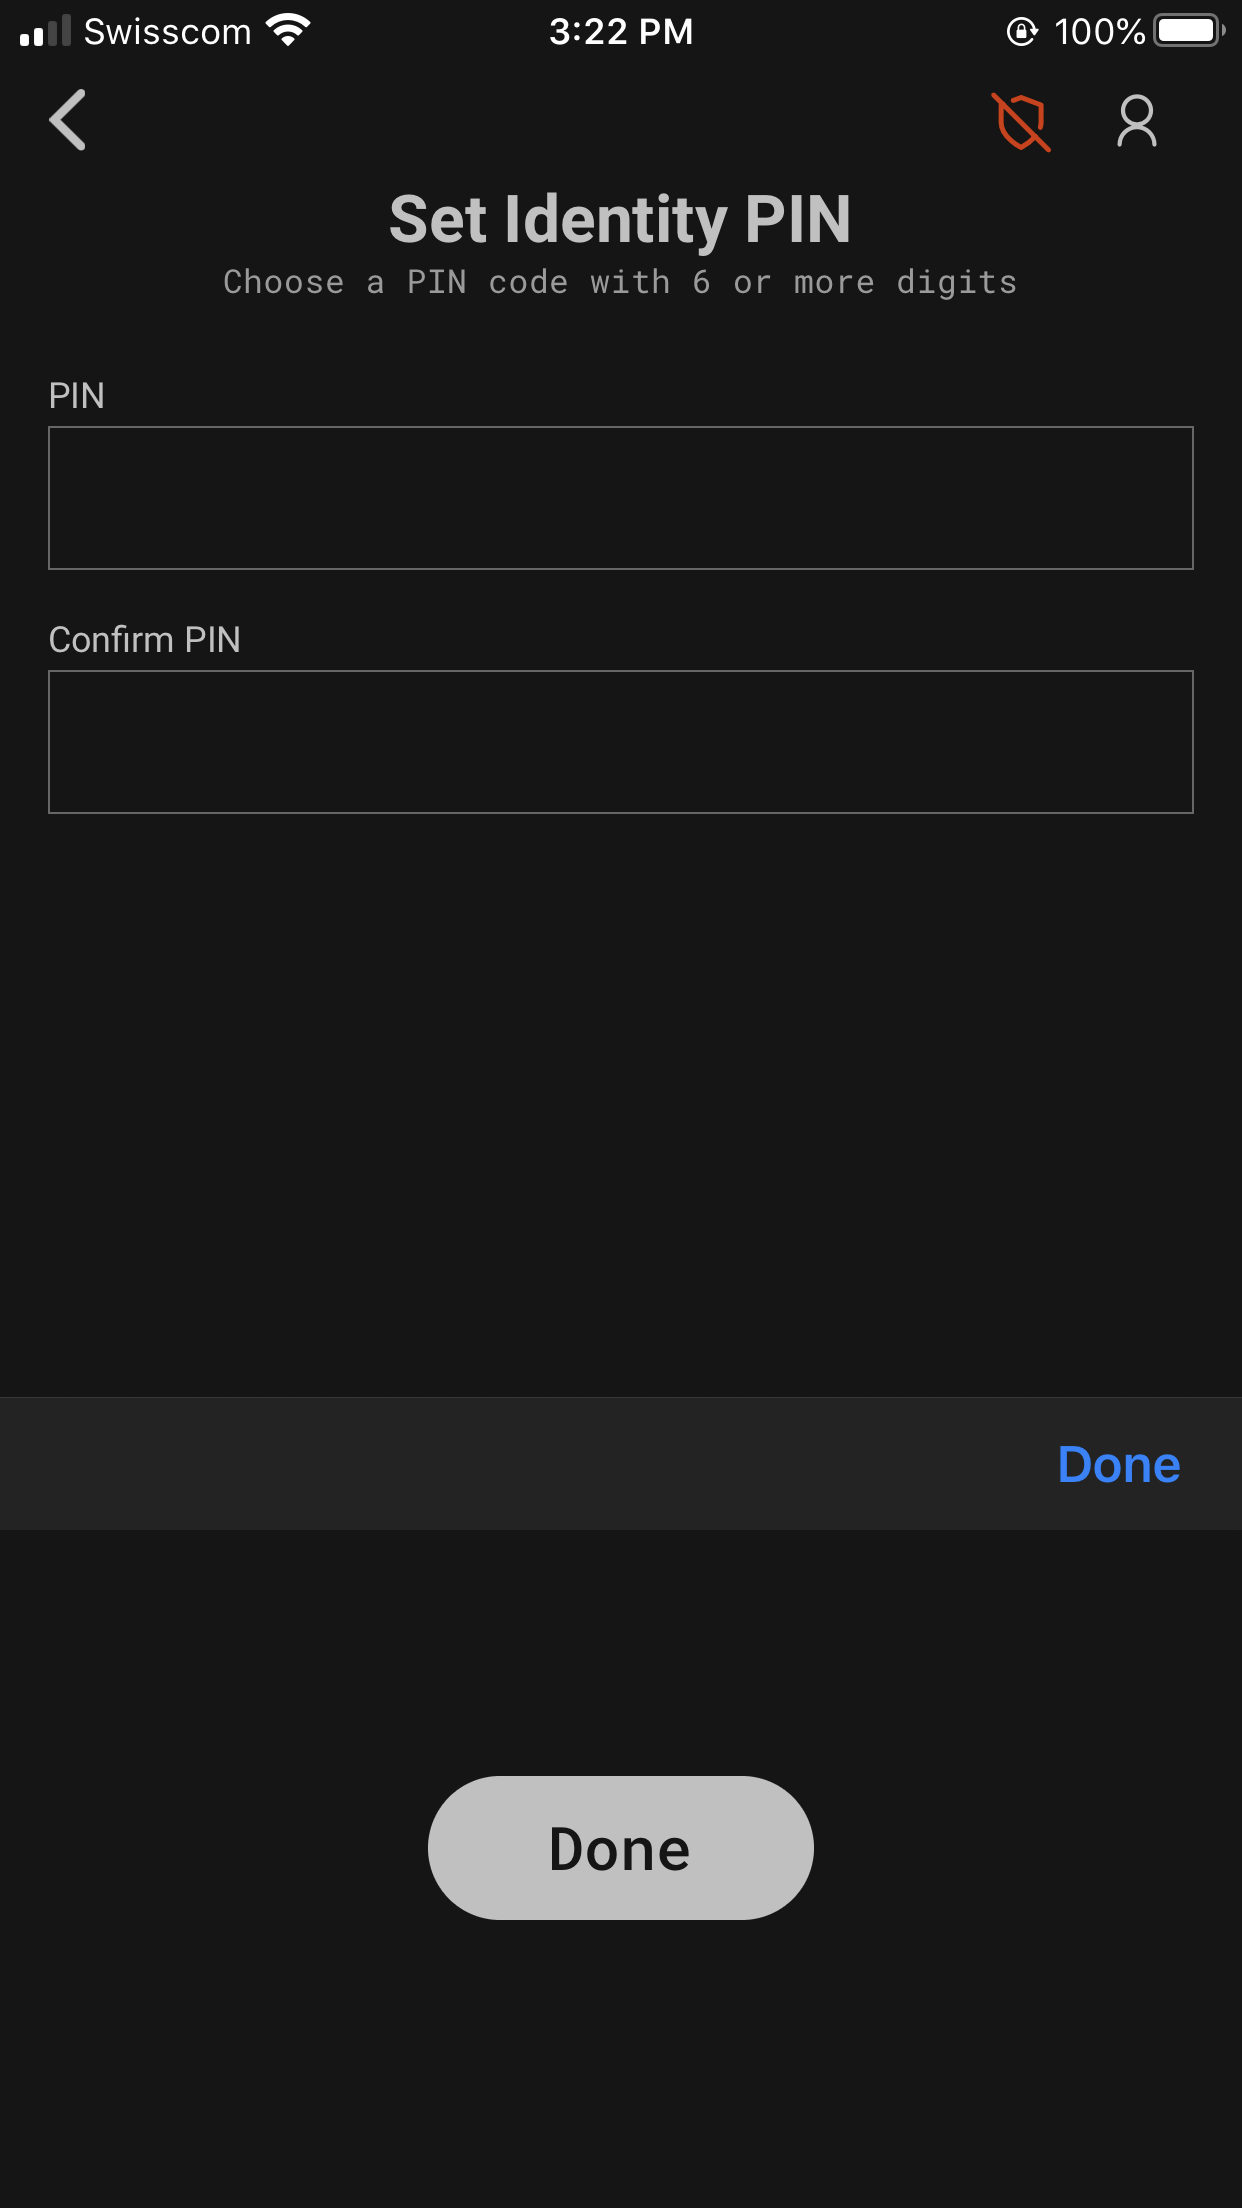 Swisscom 3:22 PM 100%
Set Identity PIN
Choose a PIN code with 6 or more digits
PIN
Confirm PIN
Done
Done